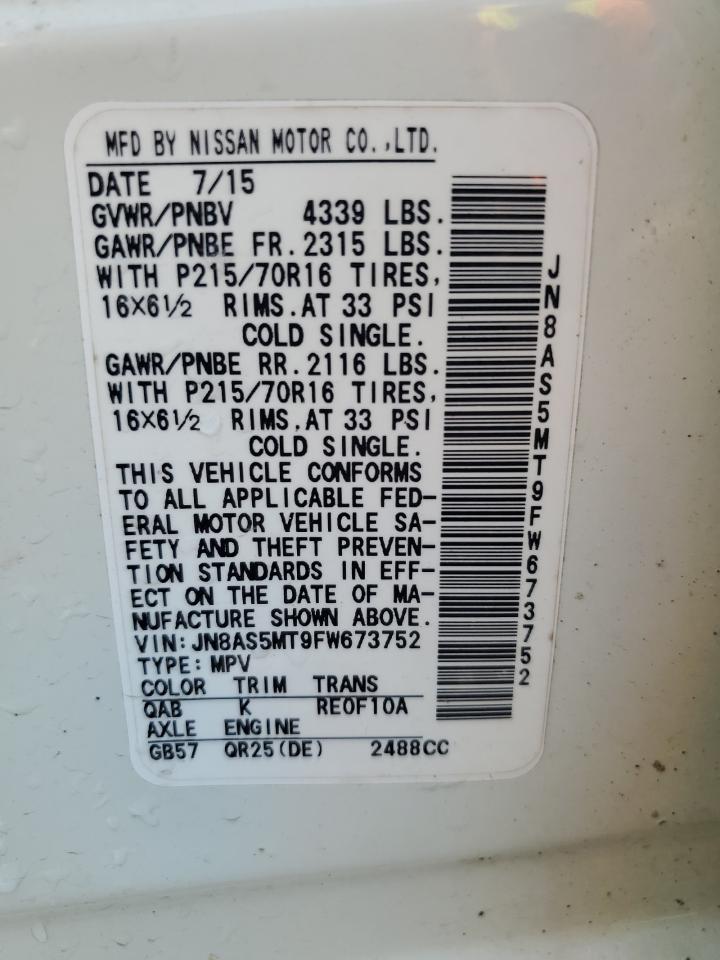 MFD BY NISSAN MOTOR CO.,LTD.
DATE 7/15
GVWR/PNBV 4339 LBS.
GAWR/PNBE FR.2315 LBS.
WITH P215/70R16 TIRES,
16X6½ RIMS.AT 33 PSI
COLD SINGLE.
GAWR/PNBE RR.2116 LBS.
WITH P215/70R16 TIRES,
16X6½ RIMS.AT 33 PSI
COLD SINGLE.
THIS VEHICLE CONFORMS
TO ALL APPLICABLE FED-
ERAL MOTOR VEHICLE SA-
FETY AND THEFT PREVEN-
TION STANDARDS IN EFF-
ECT ON THE DATE OF MA-
NUFACTURE SHOWN ABOVE.
VIN:JN8AS5MT9FW673752
TYPE:MPV
COLOR TRIM TRANS
QAB K RE0F10A
AXLE ENGINE
GB57 QR25(DE) 2488CC
JN8AS5MT9FW673752